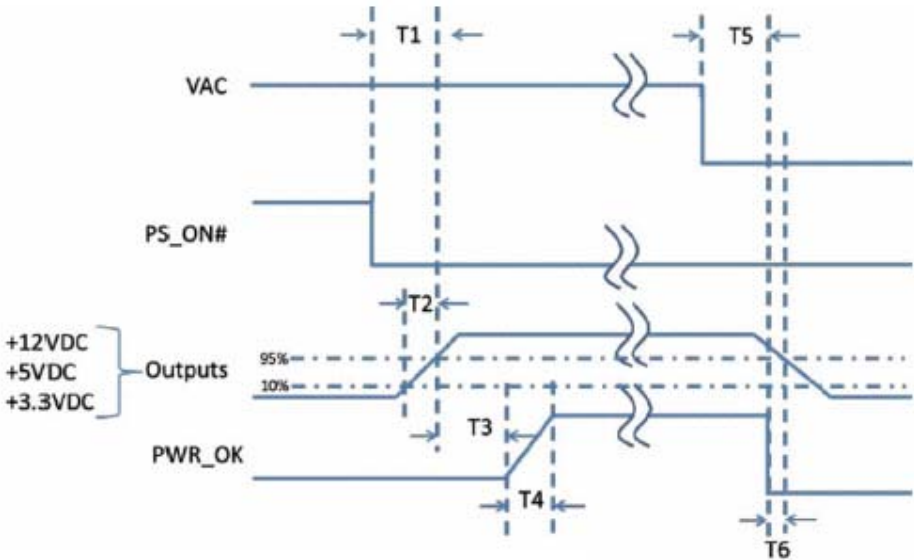 T1
T5
VAC
PS_ON#
T2
+12VDC
+5VDC
+3.3VDC
Outputs
95%
10%
T3
PWR_OK
T4
T6